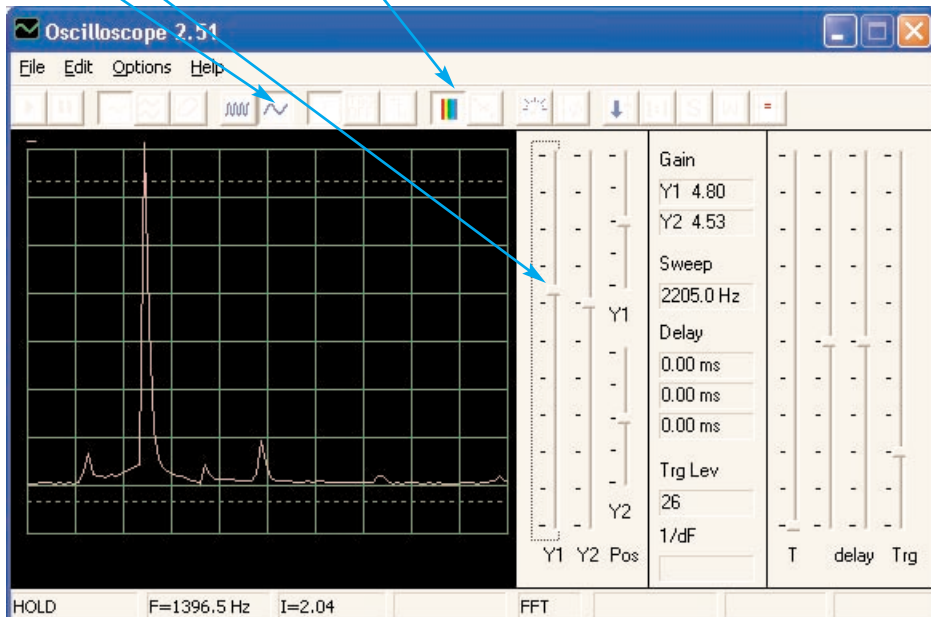 Oscilloscope 2.51
File Edit Options Help
Gain
Y1 4.80
Y2 4.53
Sweep
2205.0 Hz
Y1
Delay
0.00 ms
0.00 ms
0.00 ms
Trg Lev
26
Y2
1/dF
Y1 Y2 Pos
T delay Trg
HOLD F=1396.5 Hz I=2.04 FFT